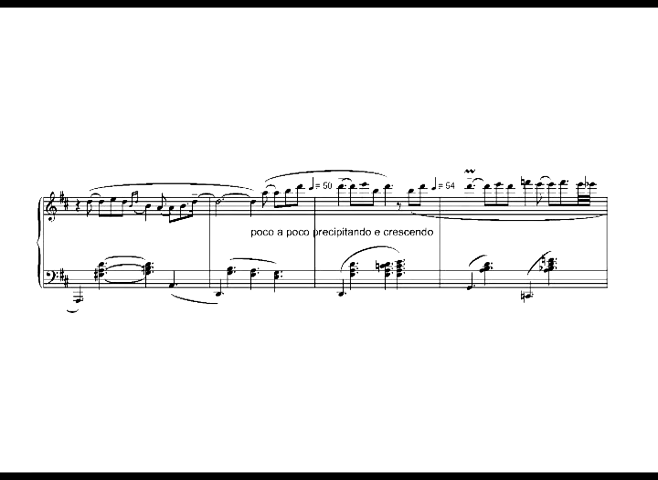 ♩ = 50
♩ = 54
poco a poco precipitando e crescendo